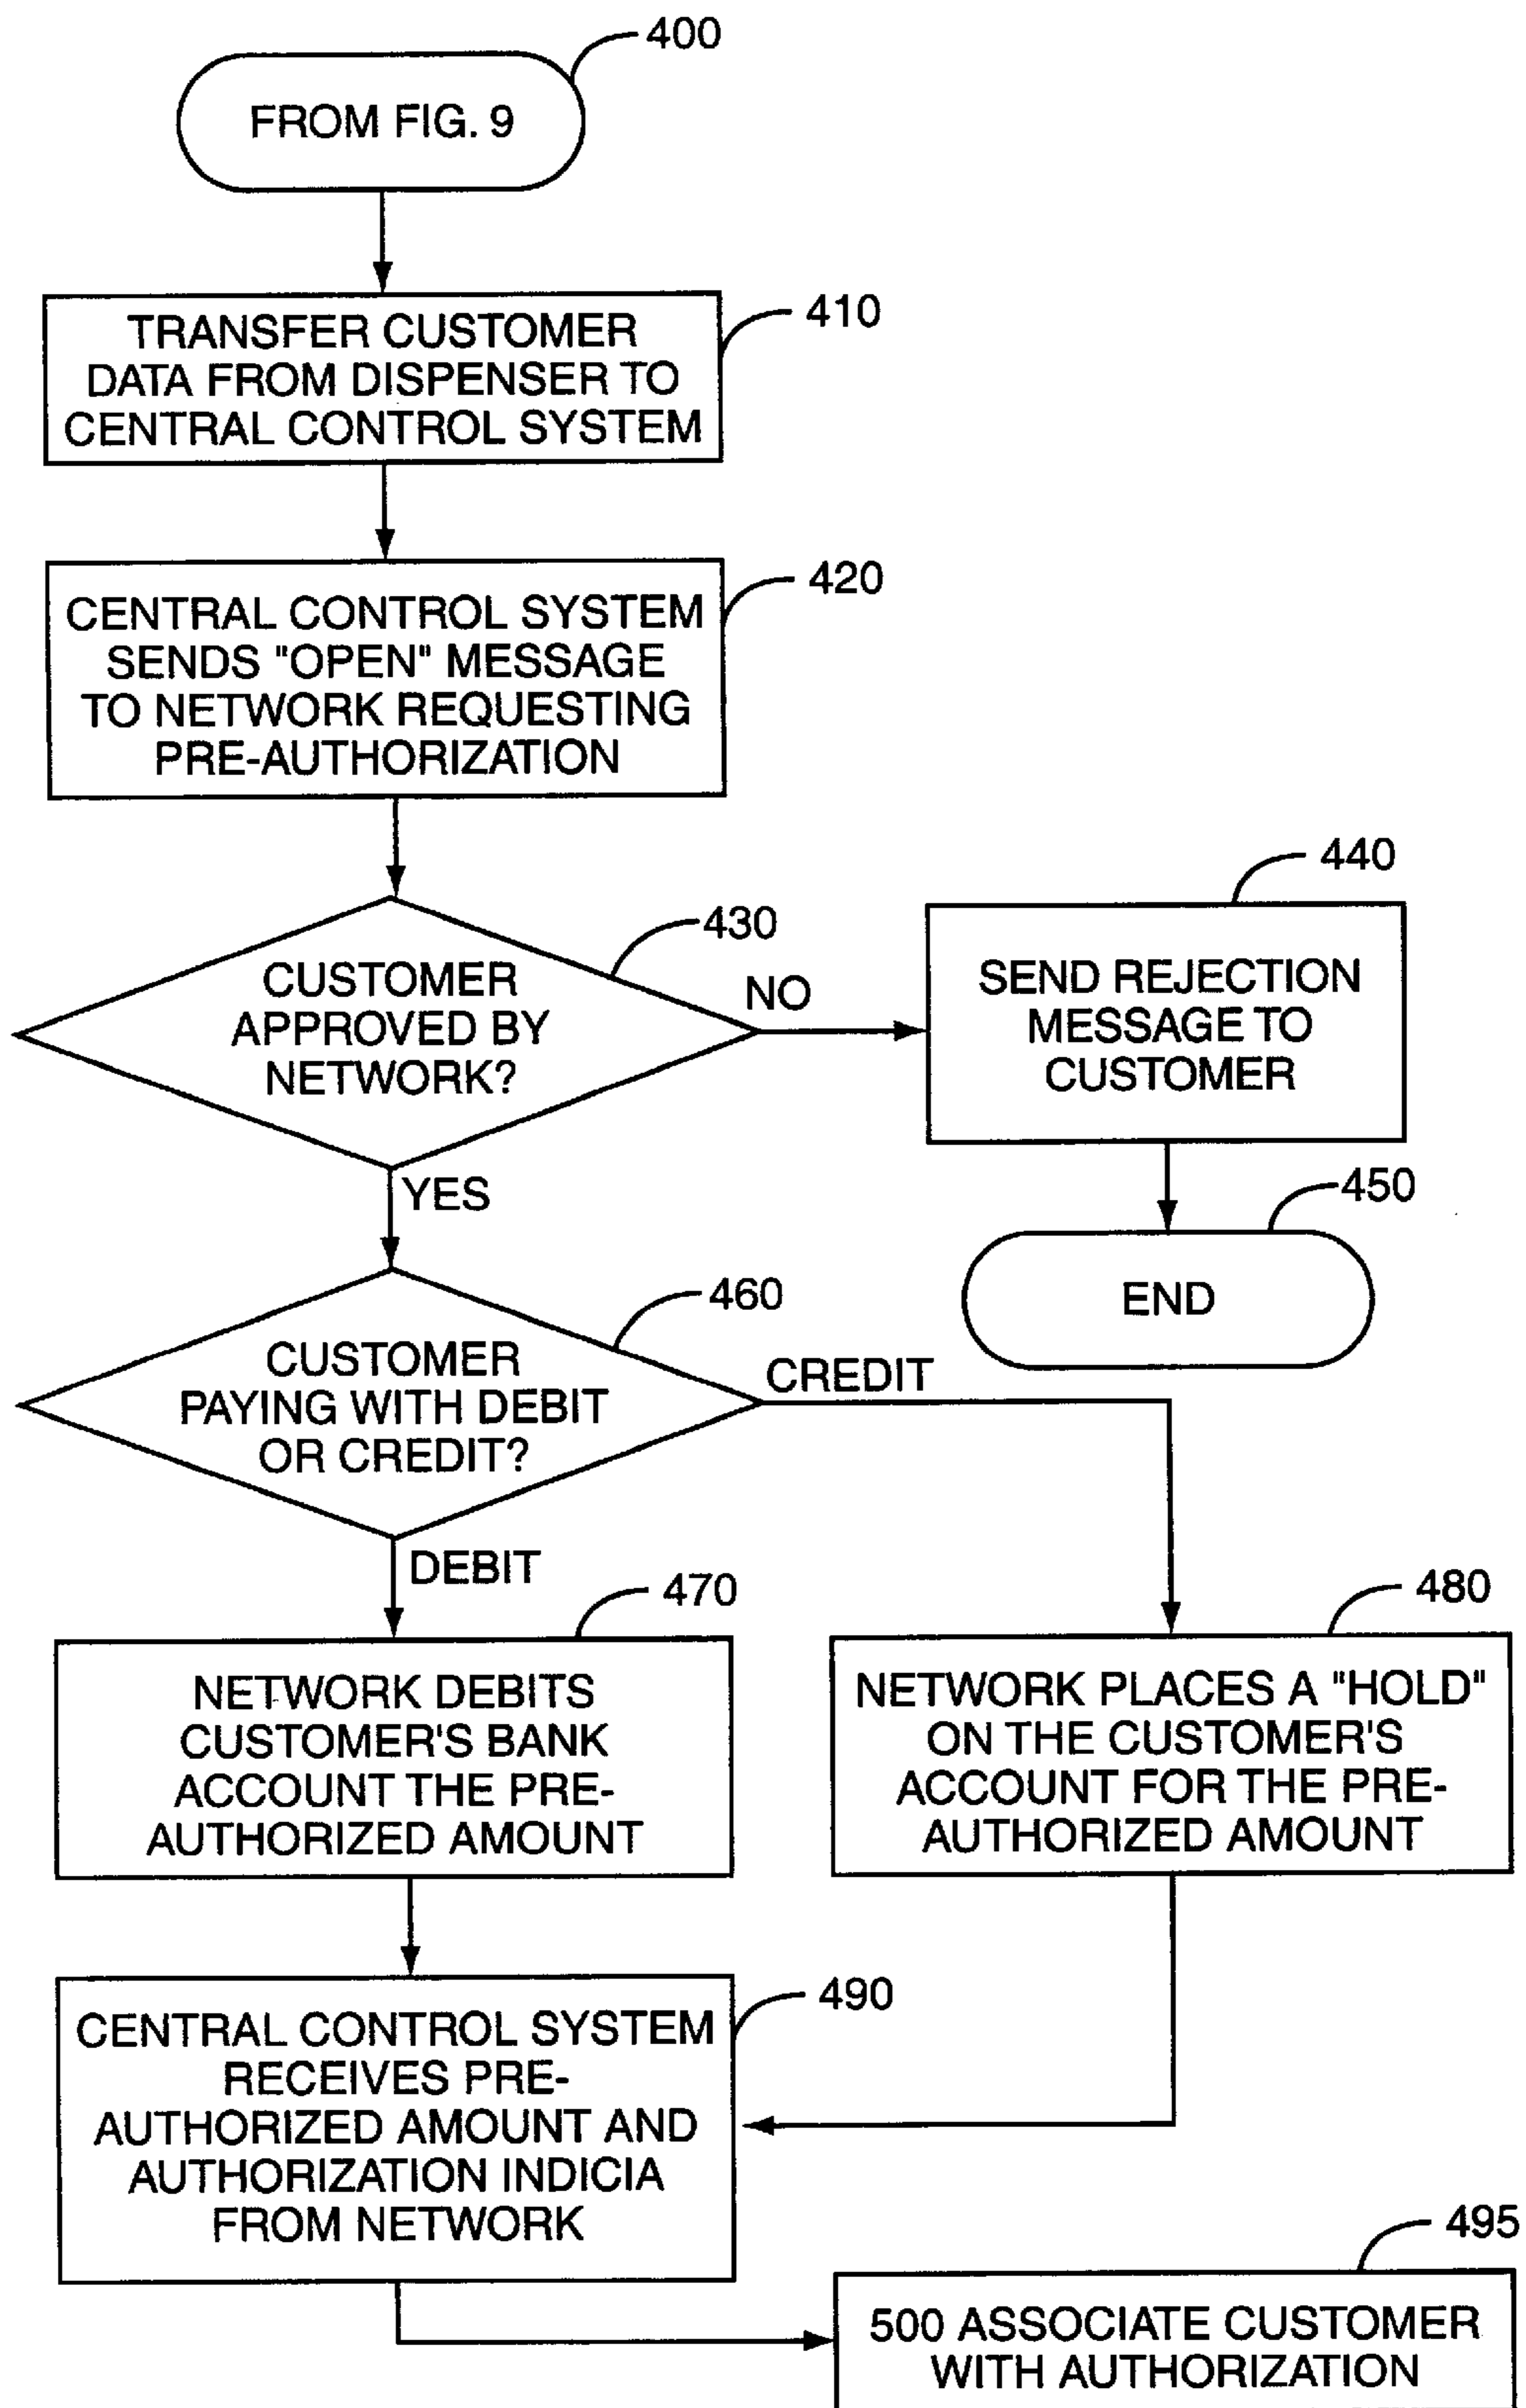 400
FROM FIG. 9
410
TRANSFER CUSTOMER
DATA FROM DISPENSER TO
CENTRAL CONTROL SYSTEM
420
CENTRAL CONTROL SYSTEM
SENDS "OPEN" MESSAGE
TO NETWORK REQUESTING
PRE-AUTHORIZATION
430
CUSTOMER
APPROVED BY
NETWORK?
NO
440
SEND REJECTION
MESSAGE TO
CUSTOMER
YES
450
END
460
CUSTOMER
PAYING WITH DEBIT
OR CREDIT?
CREDIT
DEBIT
470
NETWORK DEBITS
CUSTOMER'S BANK
ACCOUNT THE PRE-
AUTHORIZED AMOUNT
480
NETWORK PLACES A "HOLD"
ON THE CUSTOMER'S
ACCOUNT FOR THE PRE-
AUTHORIZED AMOUNT
490
CENTRAL CONTROL SYSTEM
RECEIVES PRE-
AUTHORIZED AMOUNT AND
AUTHORIZATION INDICIA
FROM NETWORK
495
500 ASSOCIATE CUSTOMER
WITH AUTHORIZATION